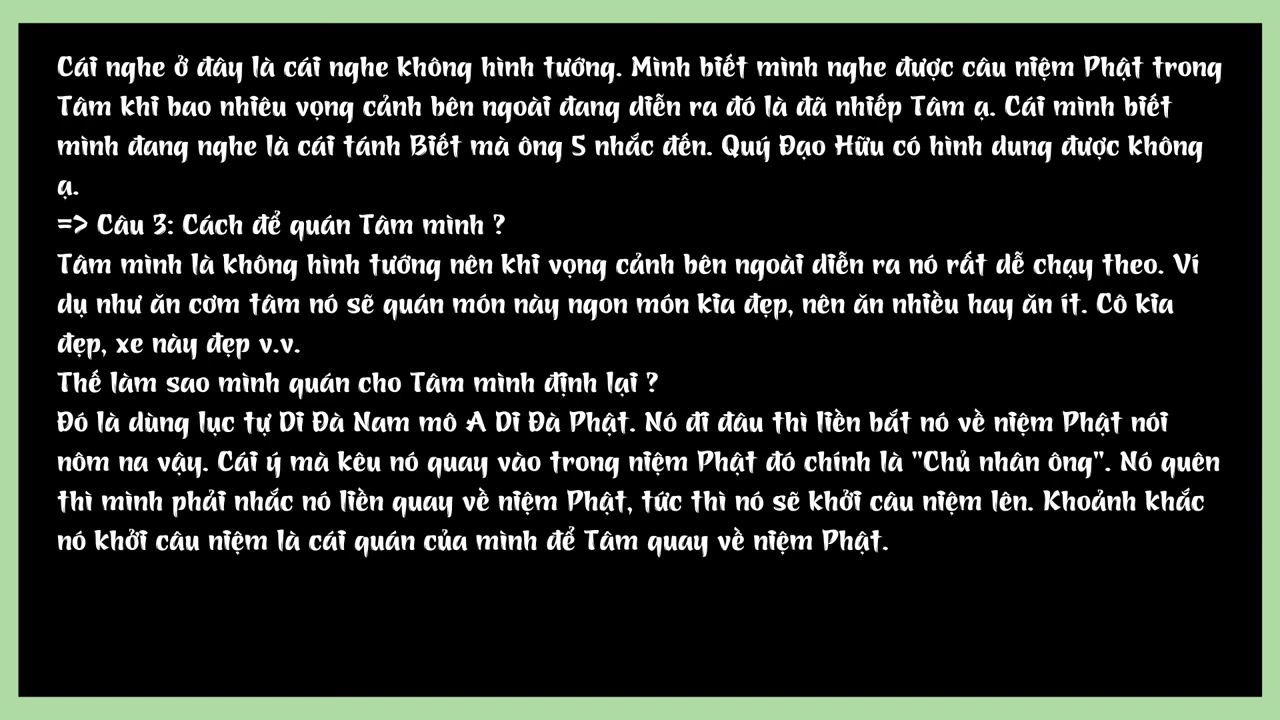 Cái nghe ở đây là cái nghe không hình tướng. Mình biết mình nghe được câu niệm Phật trong
Tâm khi bao nhiêu vọng cảnh bên ngoài đang diễn ra đó là đã nhiếp Tâm ạ. Cái mình biết
mình đang nghe là cái tánh Biết mà ông 5 nhắc đến. Quý Đạo Hữu có hình dung được không
ạ.
=> Câu 3: Cách để quán Tâm mình ?
Tâm mình là không hình tướng nên khi vọng cảnh bên ngoài diễn ra nó rất dễ chạy theo. Ví
dụ như ăn cơm tâm nó sẽ quán món này ngon món kia đẹp, nên ăn nhiều hay ăn ít. Cô kia
đẹp, xe này đẹp v.v.
Thế làm sao mình quán cho Tâm mình định lại ?
Đó là dùng lục tự Di Đà Nam mô A Di Đà Phật. Nó đi đâu thì liền bắt nó về niệm Phật nói
nôm na vậy. Cái ý mà kêu nó quay vào trong niệm Phật đó chính là "Chủ nhân ông". Nó quên
thì mình phải nhắc nó liền quay về niệm Phật, tức thì nó sẽ khởi câu niệm lên. Khoảnh khắc
nó khởi câu niệm là cái quán của mình để Tâm quay về niệm Phật.